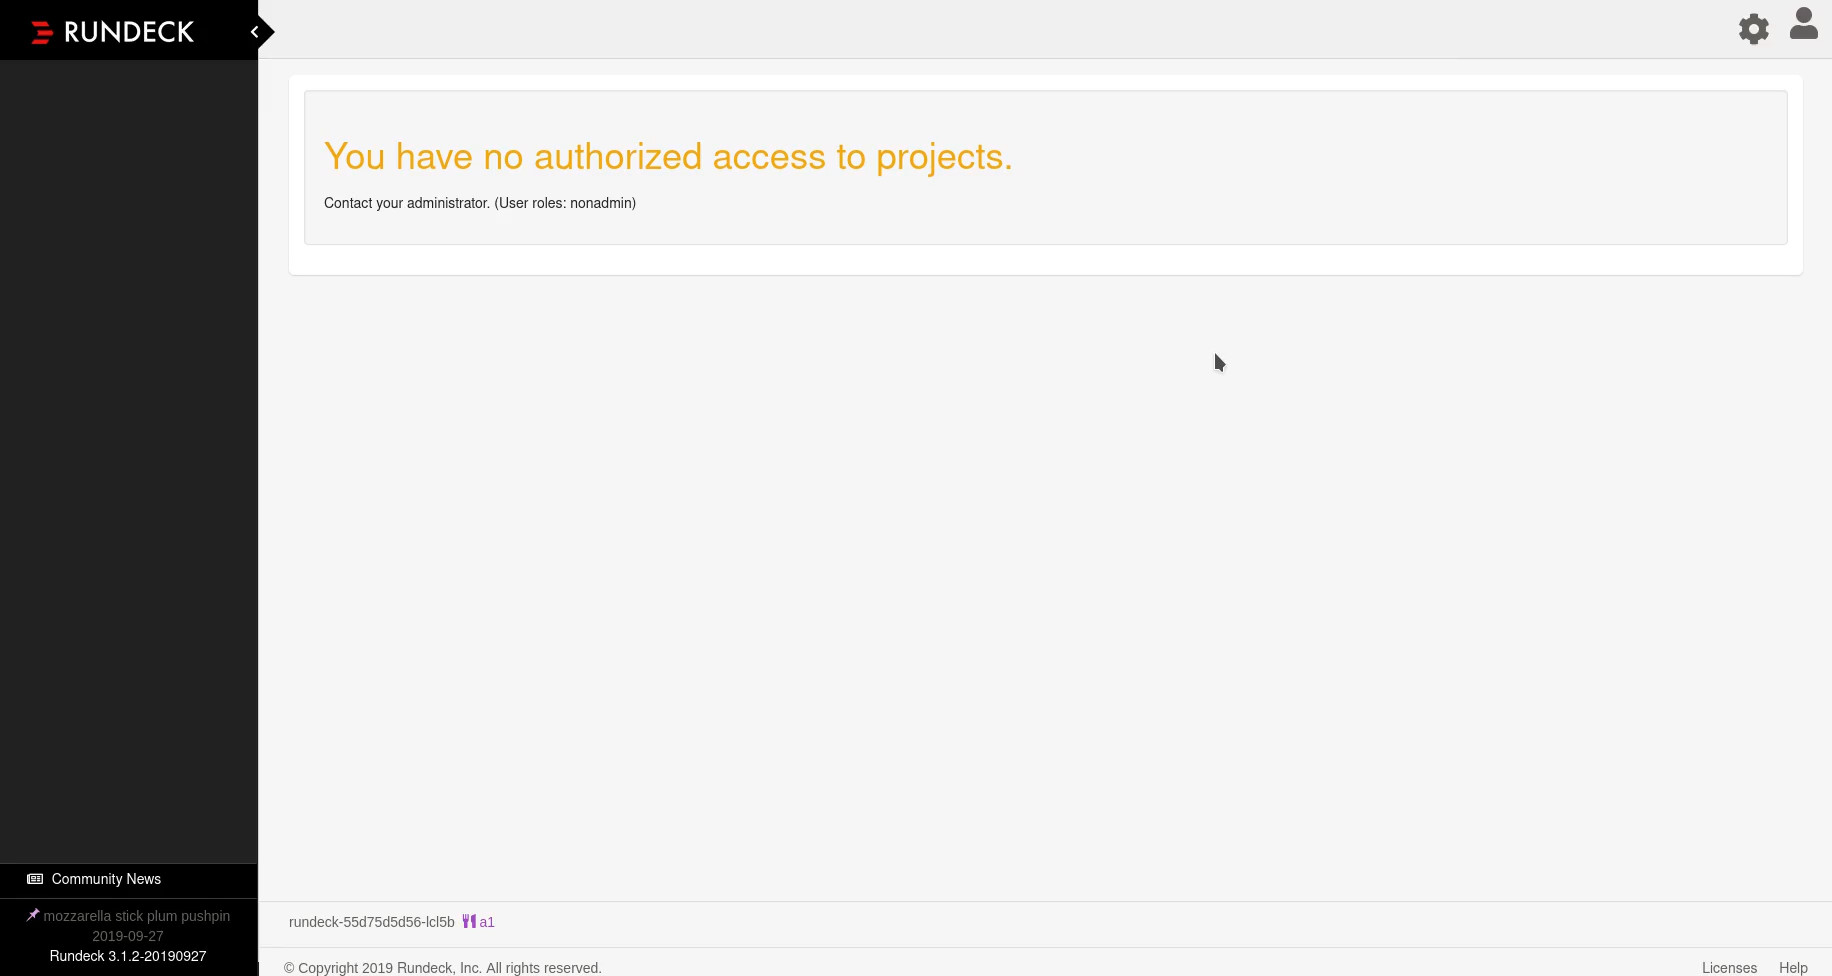 RUNDECK
You have no authorized access to projects.
Contact your administrator. (User roles: nonadmin)
Community News
mozzarella stick plum pushpin
2019-09-27
Rundeck 3.1.2-20190927
rundeck-55d75d5d56-lcl5b a1
© Copyright 2019 Rundeck, Inc. All rights reserved.
Licenses Help